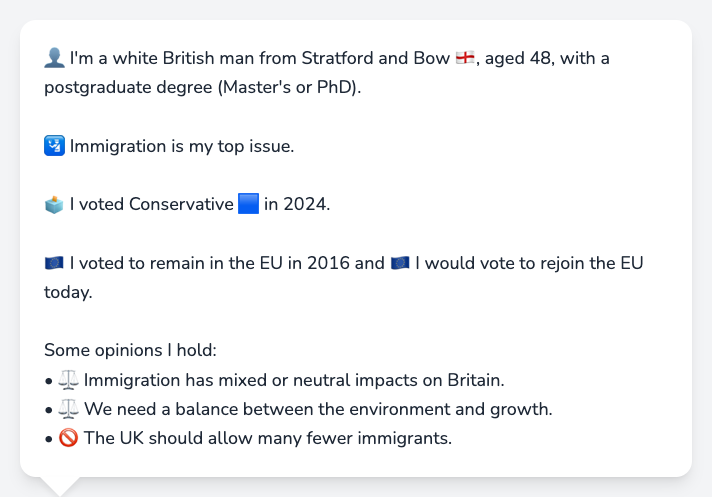 👤 I'm a white British man from Stratford and Bow 🏴󠁧󠁢󠁥󠁮󠁧󠁿, aged 48, with a
postgraduate degree (Master's or PhD).
🛂 Immigration is my top issue.
🗳️ I voted Conservative 🟦 in 2024.
🇪🇺 I voted to remain in the EU in 2016 and 🇪🇺 I would vote to rejoin the EU
today.
Some opinions I hold:
• ⚖️ Immigration has mixed or neutral impacts on Britain.
• ⚖️ We need a balance between the environment and growth.
• 🚫 The UK should allow many fewer immigrants.